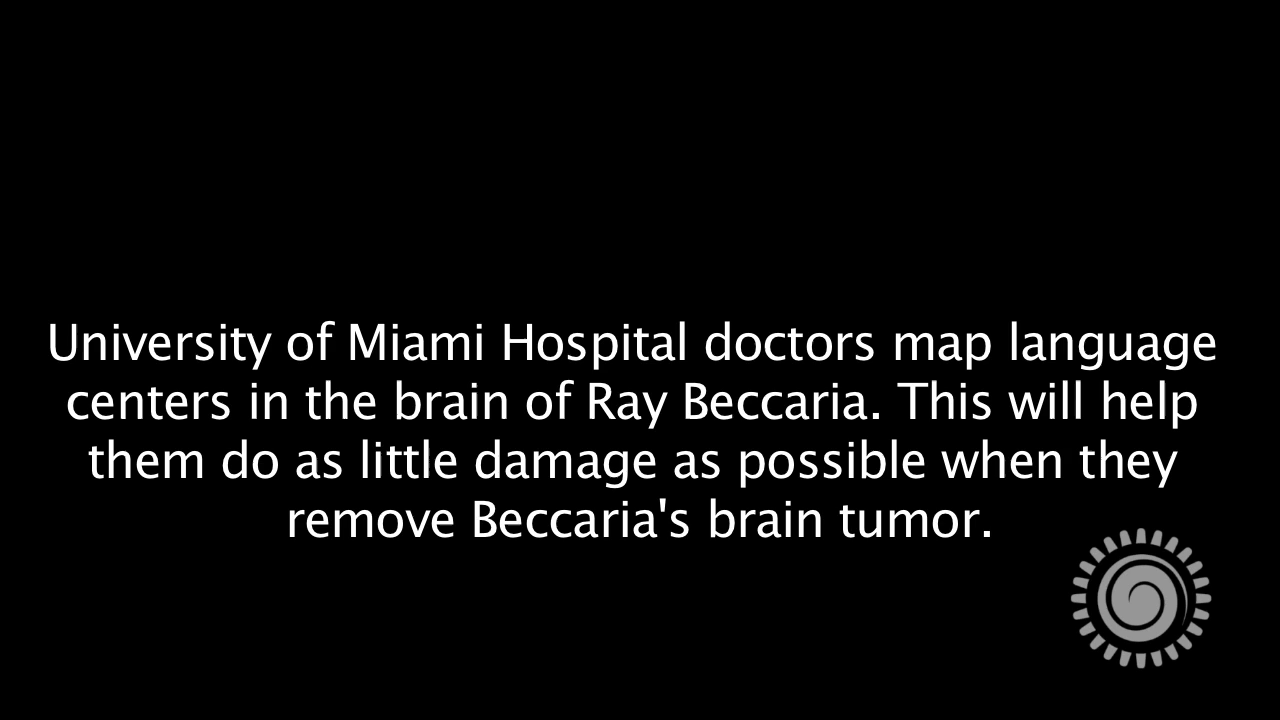 University of Miami Hospital doctors map language
centers in the brain of Ray Beccaria. This will help
them do as little damage as possible when they
remove Beccaria's brain tumor.